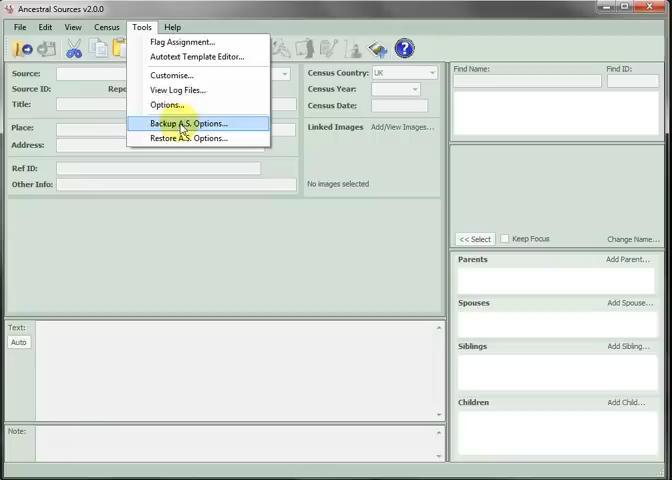 Ancestral Sources v2.0.0
File Edit View Census Tools Help
Flag Assignment...
Autotext Template Editor...
Customise...
View Log Files...
Options...
Backup A.S. Options...
Restore A.S. Options...
Source:
Source ID: Repo
Title:
Place:
Address:
Ref ID:
Other Info:
Census Country: UK
Census Year:
Census Date:
Linked Images Add/View Images...
No images selected
Find Name: Find ID:
<< Select Keep Focus Change Name...
Parents Add Parent...
Spouses Add Spouse...
Siblings Add Sibling...
Children Add Child...
Text:
Auto
Note: